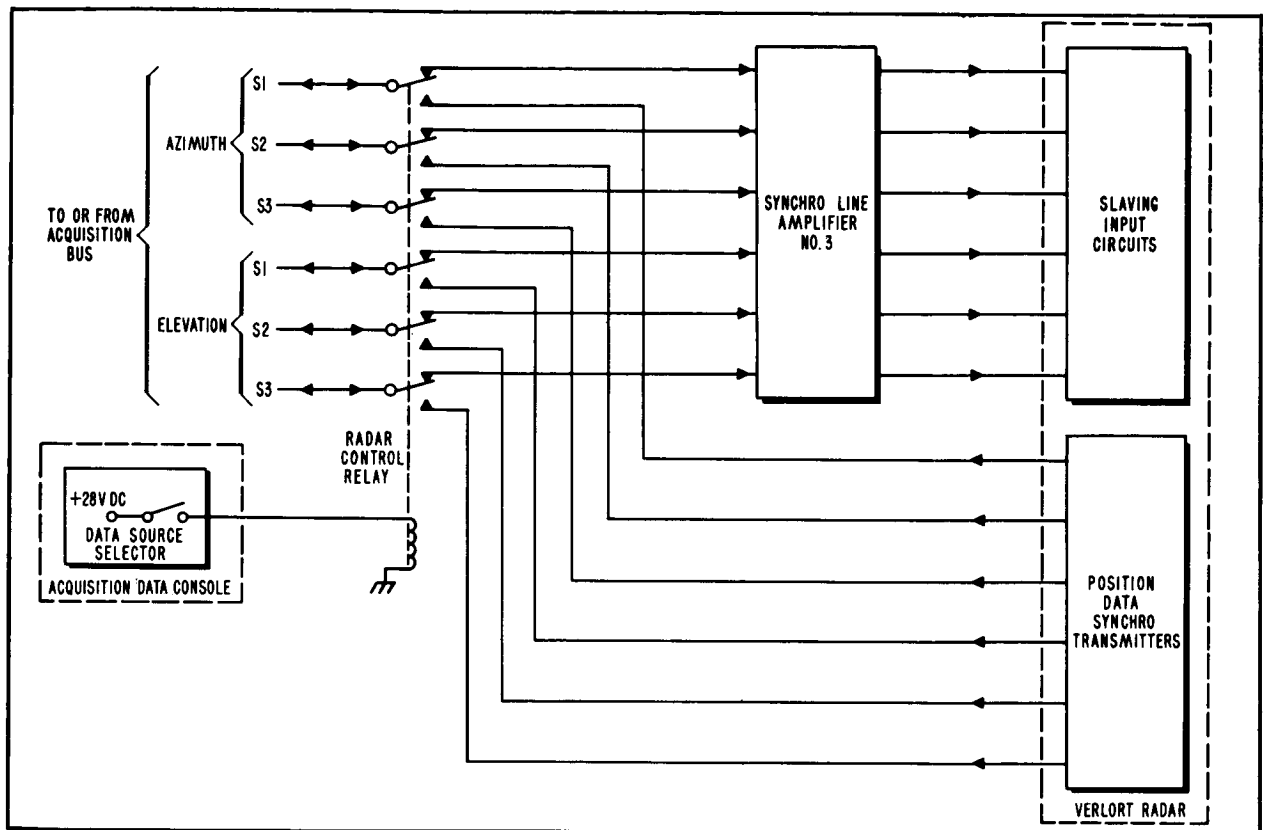 S1
AZIMUTH S2
S3
TO OR FROM
ACQUISITION
BUS
S1
ELEVATION S2
S3
SYNCHRO LINE
AMPLIFIER
NO.3
SLAVING
INPUT
CIRCUITS
RADAR
CONTROL
RELAY
+28V DC
DATA SOURCE
SELECTOR
ACQUISITION DATA CONSOLE
POSITION
DATA
SYNCHRO
TRANSMITTERS
VERLORT RADAR